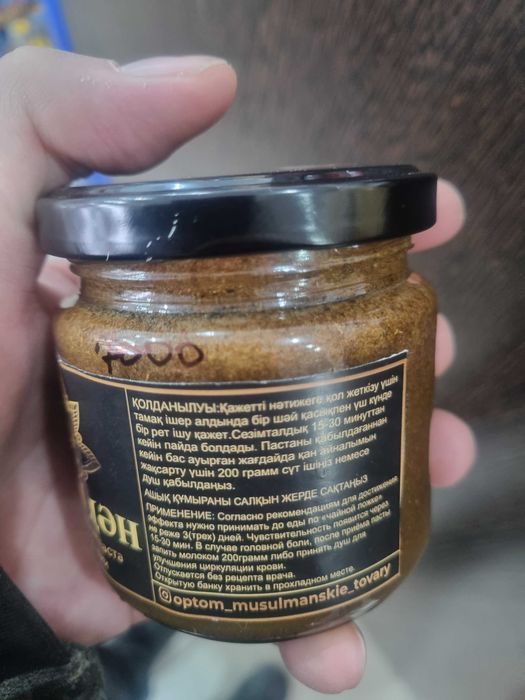 7000
ҚОЛДАНЫЛУЫ:Қажетті нәтижеге қол жеткізу үшін
тамақ ішер алдында бір шәй қасықпен үш күнде
бір рет ішу қажет.Сезімталдық 15-30 минуттан
кейін пайда болдады. Пастаны қабылдағаннан
кейін бас ауырған жағдайда қан айналымын
жақсарту үшін 200 грамм сүт ішіңіз немесе
душ қабылдаңыз.
АШЫҚ ҚҰМЫРАНЫ САЛҚЫН ЖЕРДЕ САҚТАҢЫЗ
ПРИМЕНЕНИЕ: Согласно рекомендациям для достижения
эффекта нужно принимать до еды по «чайной ложке»
не реже 3(трех) дней. Чувствительность появится через
15-30 мин. В случае головной боли, после приёма пасты
запить молоком 200грамм либо принять душ для
улучшения циркуляции крови.
Отпускается без рецепта врача.
Открытую банку хранить в прохладном месте.
optom_musulmanskie_tovary